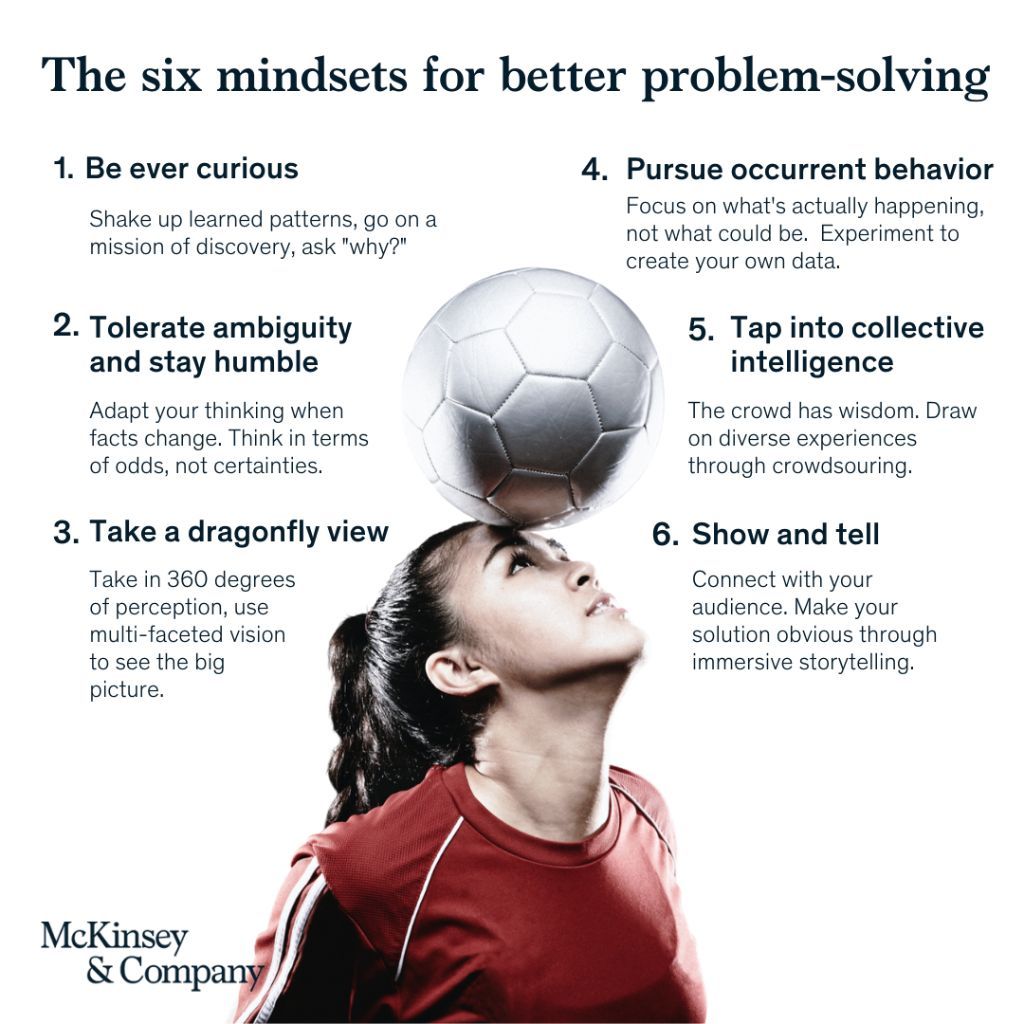 The six mindsets for better problem-solving
1. Be ever curious
Shake up learned patterns, go on a
mission of discovery, ask "why?"
2. Tolerate ambiguity
and stay humble
Adapt your thinking when
facts change. Think in terms
of odds, not certainties.
3. Take a dragonfly view
Take in 360 degrees
of perception, use
multi-faceted vision
to see the big
picture.
4. Pursue occurrent behavior
Focus on what's actually happening,
not what could be.  Experiment to
create your own data.
5. Tap into collective
intelligence
The crowd has wisdom. Draw
on diverse experiences
through crowdsouring.
6. Show and tell
Connect with your
audience. Make your
solution obvious through
immersive storytelling.
McKinsey
& Company